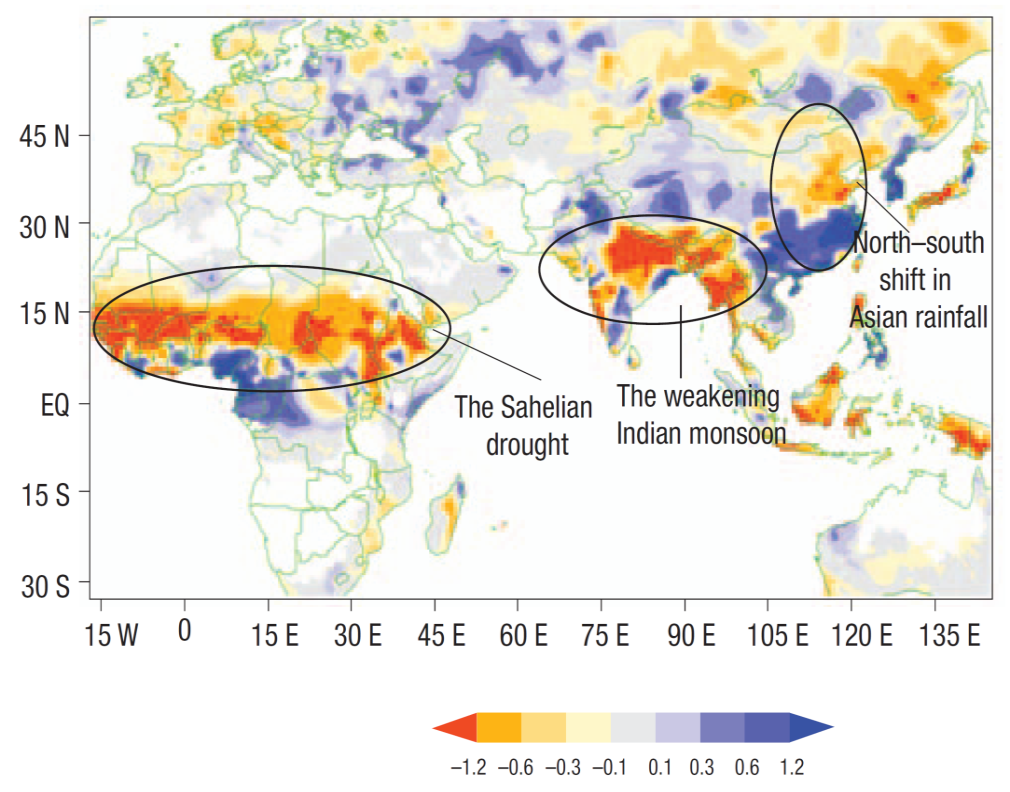 45 N
30 N
15 N
EQ
15 S
30 S
North–south
shift in
Asian rainfall
The Sahelian
drought
The weakening
Indian monsoon
15 W 0 15 E 30 E 45 E 60 E 75 E 90 E 105 E 120 E 135 E
–1.2 –0.6 –0.3 –0.1 0.1 0.3 0.6 1.2